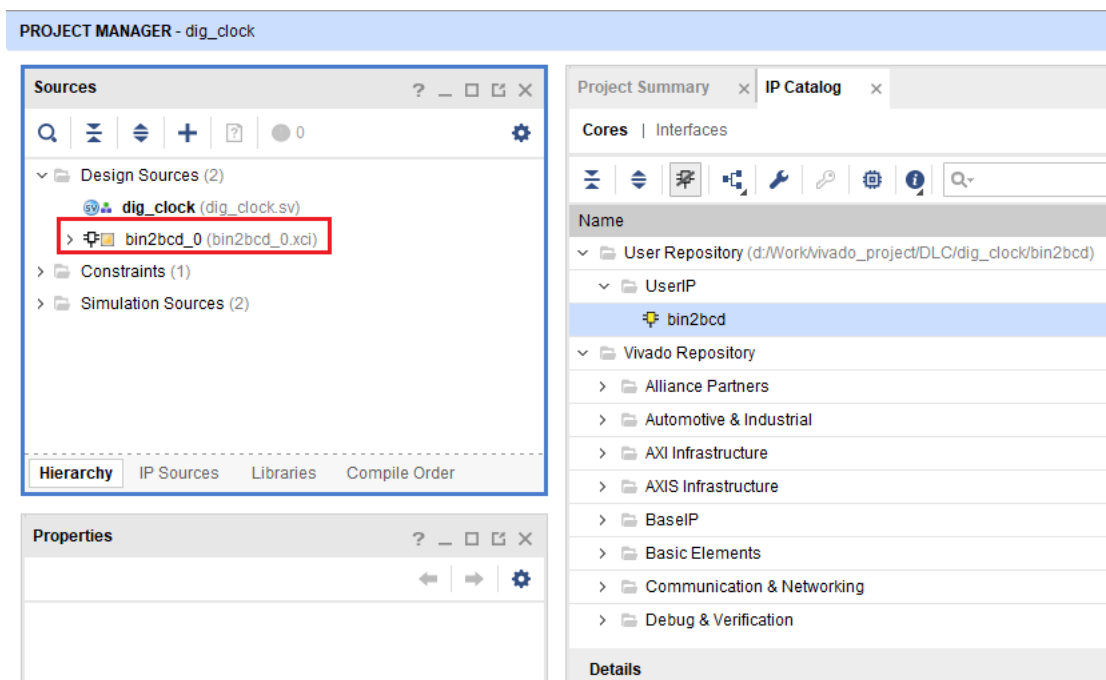 PROJECT MANAGER - dig_clock
Sources
? _
0
Design Sources (2)
dig_clock (dig_clock.sv)
bin2bcd_0 (bin2bcd_0.xci)
Constraints (1)
Simulation Sources (2)
Hierarchy
IP Sources
Libraries
Compile Order
Properties
?
Project Summary
IP Catalog
Cores | Interfaces
Name
User Repository (d:/Work/vivado_project/DLC/dig_clock/bin2bcd)
UserIP
bin2bcd
Vivado Repository
Alliance Partners
Automotive & Industrial
AXI Infrastructure
AXIS Infrastructure
BaseIP
Basic Elements
Communication & Networking
Debug & Verification
Details